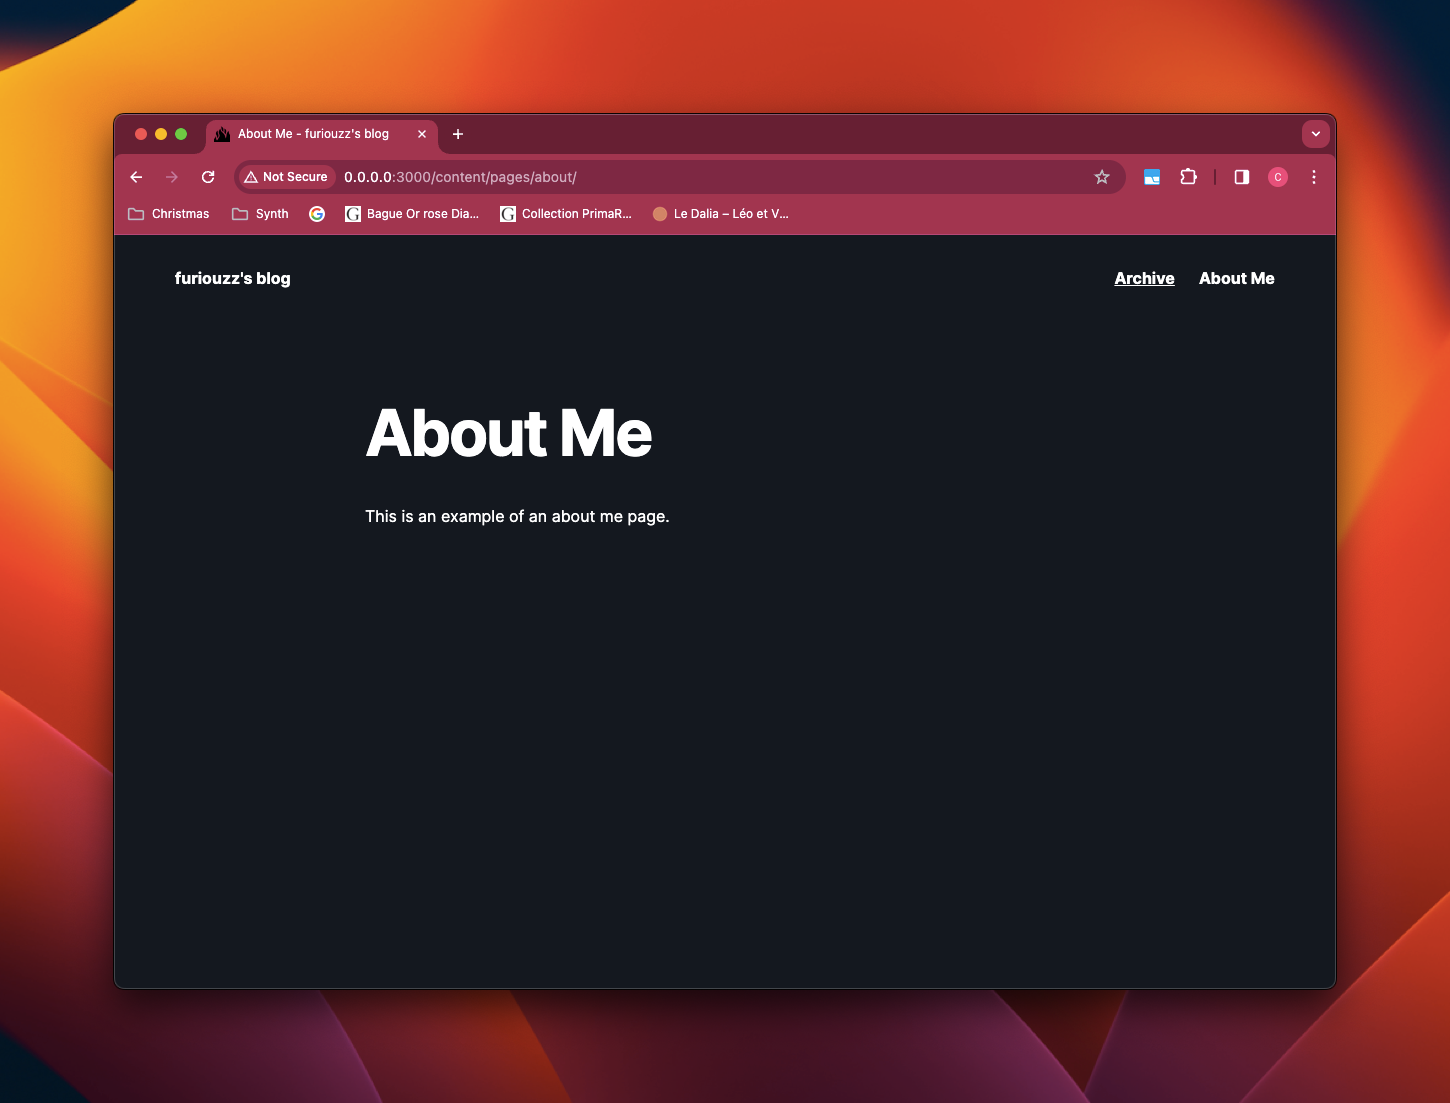 About Me - furiouzz's blog
Not Secure 0.0.0.0:3000/content/pages/about/
C
Christmas Synth G G Bague Or rose Dia... G Collection PrimaR... Le Dalia – Léo et V...
furiouzz's blog Archive About Me
About Me
This is an example of an about me page.